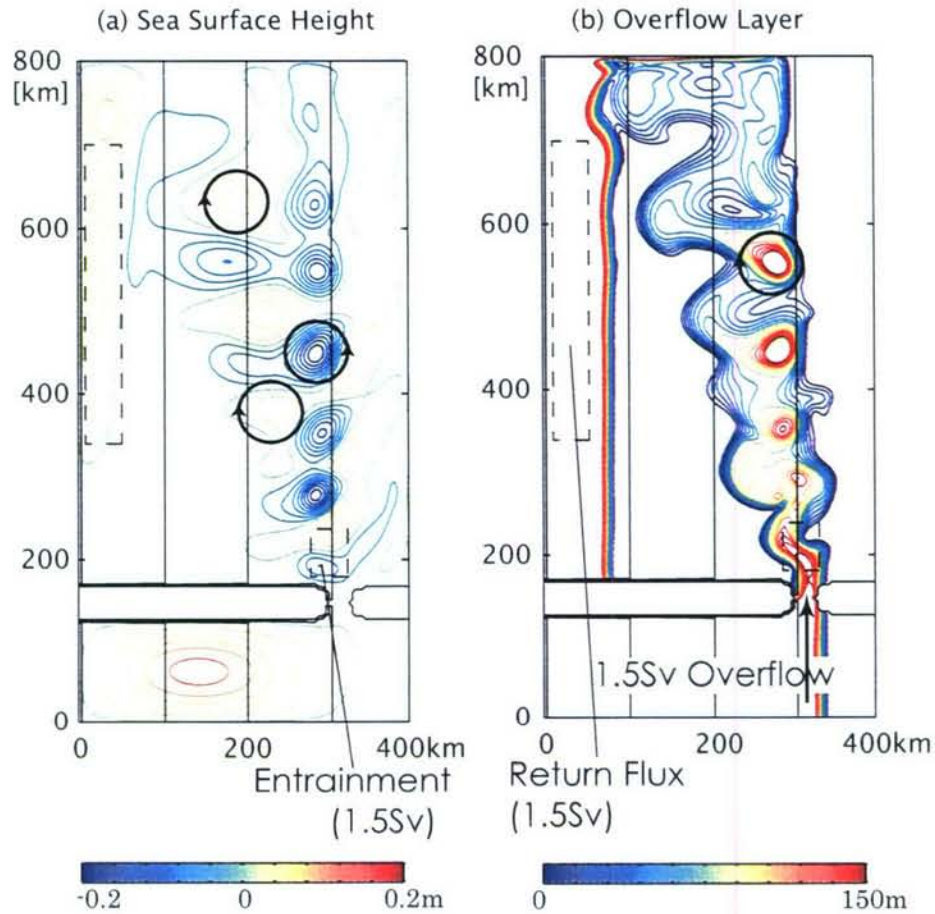 (a) Sea Surface Height
(b) Overflow Layer
800
[km]
600
400
200
0
0
200
400km
Entrainment
(1.5Sv)
-0.2
0
0.2m
800
[km]
600
400
200
0
1.5Sv Overflow
0
200
400km
Return Flux
(1.5Sv)
0
150m